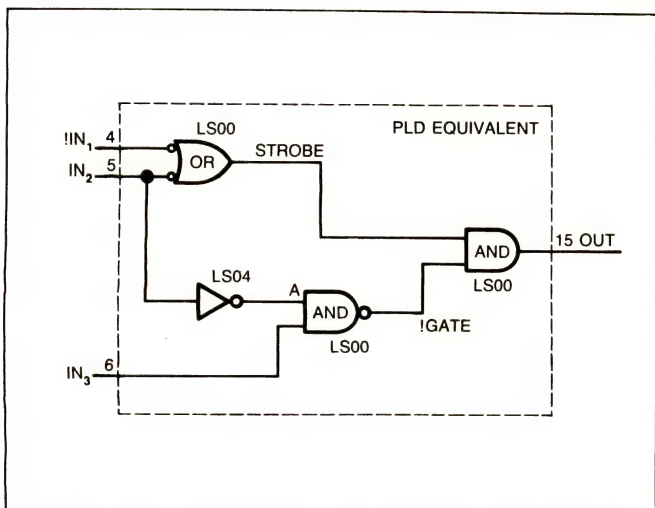 LS00
PLD EQUIVALENT
!IN₁ 4
OR
STROBE
IN₂ 5
15 OUT
AND
LS00
LS04
A
AND
!GATE
LS00
IN₃ 6